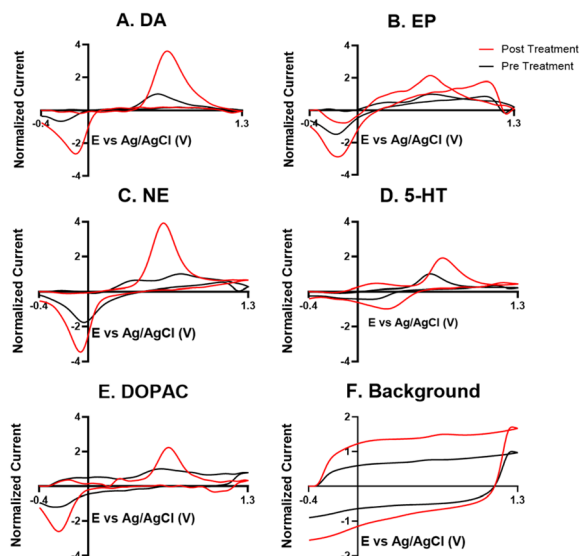 A. DA
B. EP
Post Treatment
Pre Treatment
Normalized Current
4
2
-0.4
1.3
E vs Ag/AgCl (V)
-2
-4
Normalized Current
4
2
-0.4
1.3
E vs Ag/AgCl (V)
-2
-4
C. NE
D. 5-HT
Normalized Current
4
2
-0.4
1.3
E vs Ag/AgCl (V)
-2
-4
Normalized Current
4
2
-0.4
1.3
E vs Ag/AgCl (V)
-2
-4
E. DOPAC
F. Background
Normalized Current
4
2
-0.4
1.3
E vs Ag/AgCl (V)
-2
-4
Normalized Current
2
1
-0.4
1.3
-1
E vs Ag/AgCl (V)
-2